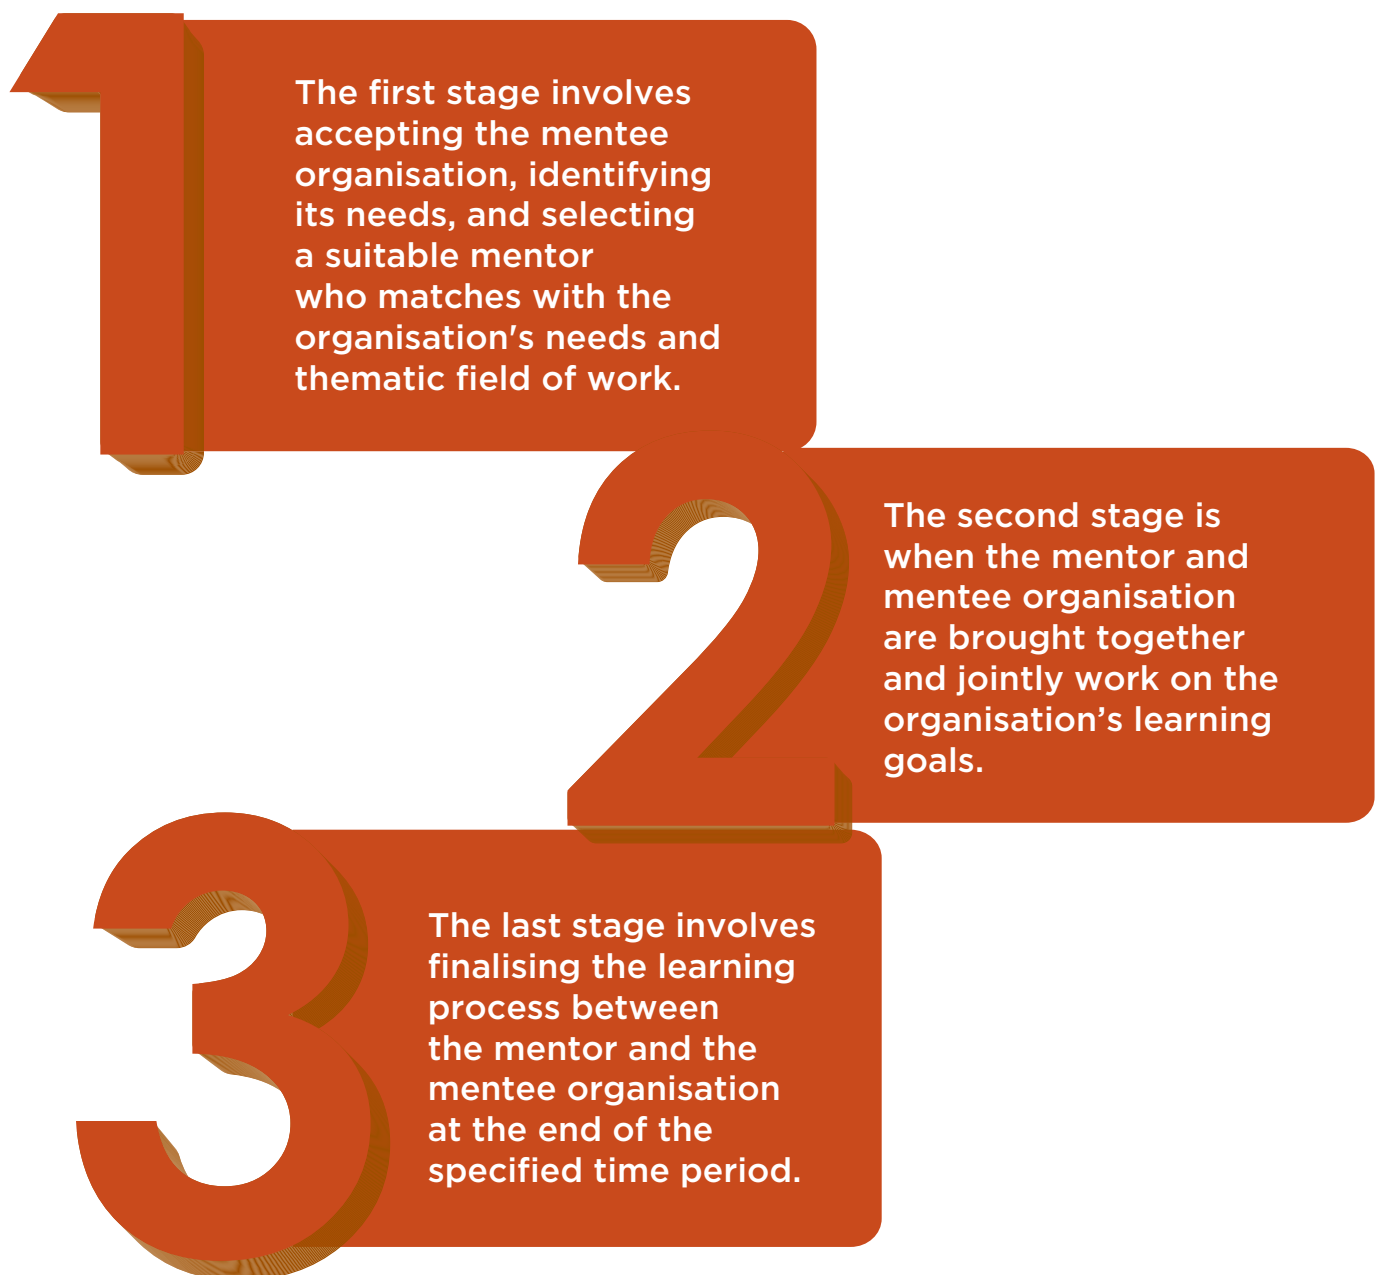 1
The first stage involves
accepting the mentee
organisation, identifying
its needs, and selecting
a suitable mentor
who matches with the
organisation's needs and
thematic field of work.
2
The second stage is
when the mentor and
mentee organisation
are brought together
and jointly work on the
organisation’s learning
goals.
3
The last stage involves
finalising the learning
process between
the mentor and the
mentee organisation
at the end of the
specified time period.